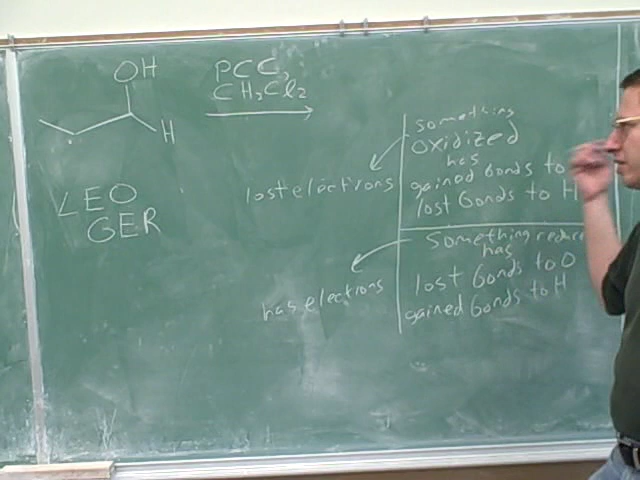 OH
PCC,
CH2Cl2
H
LEO
GER
something
oxidized
has
gained bonds to
lost bonds to H
lost electrons
Something reduce
has
lost bonds to O
gained bonds to H
has electrons